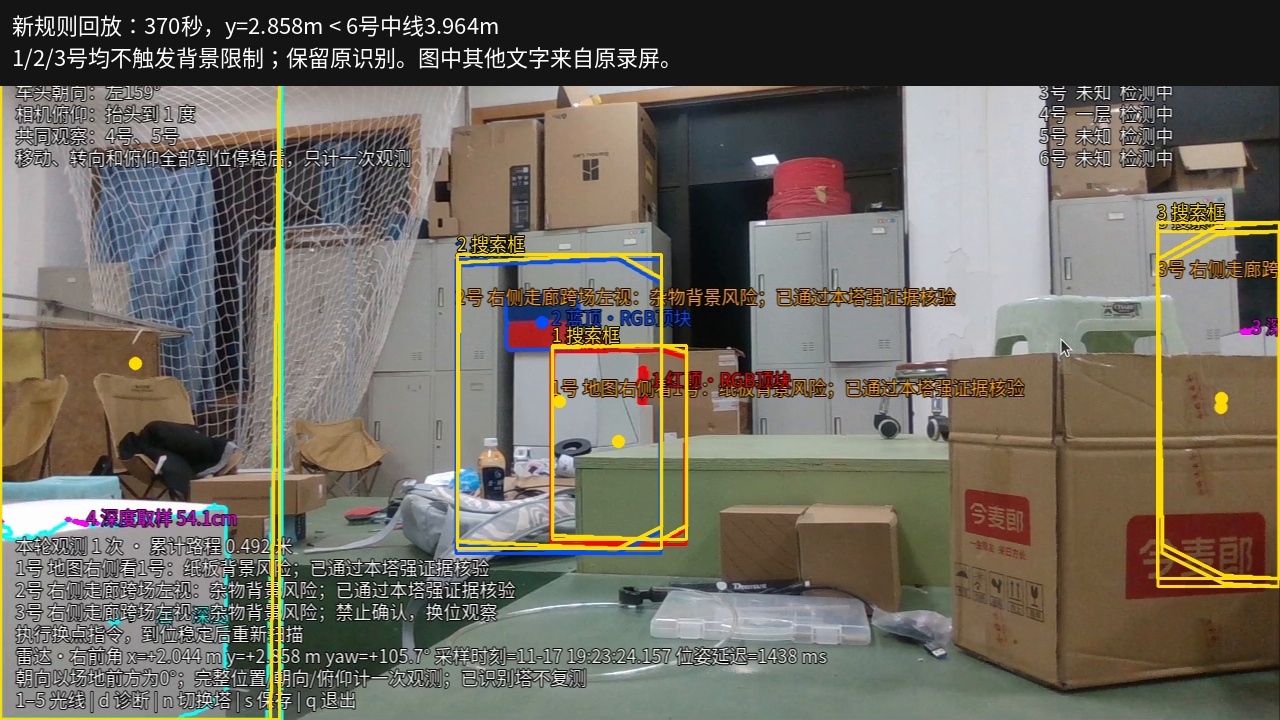 新规则回放：370秒，y=2.858m < 6号中线3.964m
1/2/3号均不触发背景限制；保留原识别。图中其他文字来自原录屏。
车头朝向：左159°
相机俯仰：抬头到 1 度
共同观察：4号、5号
移动、转向和俯仰全部到位停稳后，只计一次观测
3号 未知 检测中
4号 一层 检测中
5号 未知 检测中
6号 未知 检测中
2 搜索框
3 搜索框
2号 右侧走廊跨场左视：杂物背景风险；已通过本塔强证据核验
3号 右侧走廊跨
2 蓝顶·RGB顶块
1 搜索框
3 深
1 红顶·RGB顶块
1号 地图右侧看1号：纸板背景风险；已通过本塔强证据核验
今麦郎
今麦郎
4 深度取样 54.1cm
本轮观测 1 次 · 累计路程 0.492 米
1号 地图右侧看1号：纸板背景风险；已通过本塔强证据核验
2号 右侧走廊跨场左视：杂物背景风险；已通过本塔强证据核验
3号 右侧走廊跨场左视：杂物背景风险；禁止确认，换位观察
执行换点指令，到位稳定后重新扫描
雷达·右前角 x=+2.044 m y=+2.858 m yaw=+105.7° 采样时刻=11-17 19:23:24.157 位姿延迟=1438 ms
朝向以场地前方为0°；完整位置/朝向/俯仰计一次观测；已识别塔不复测
1–5 光线 | d 诊断 | n 切换塔 | s 保存 | q 退出